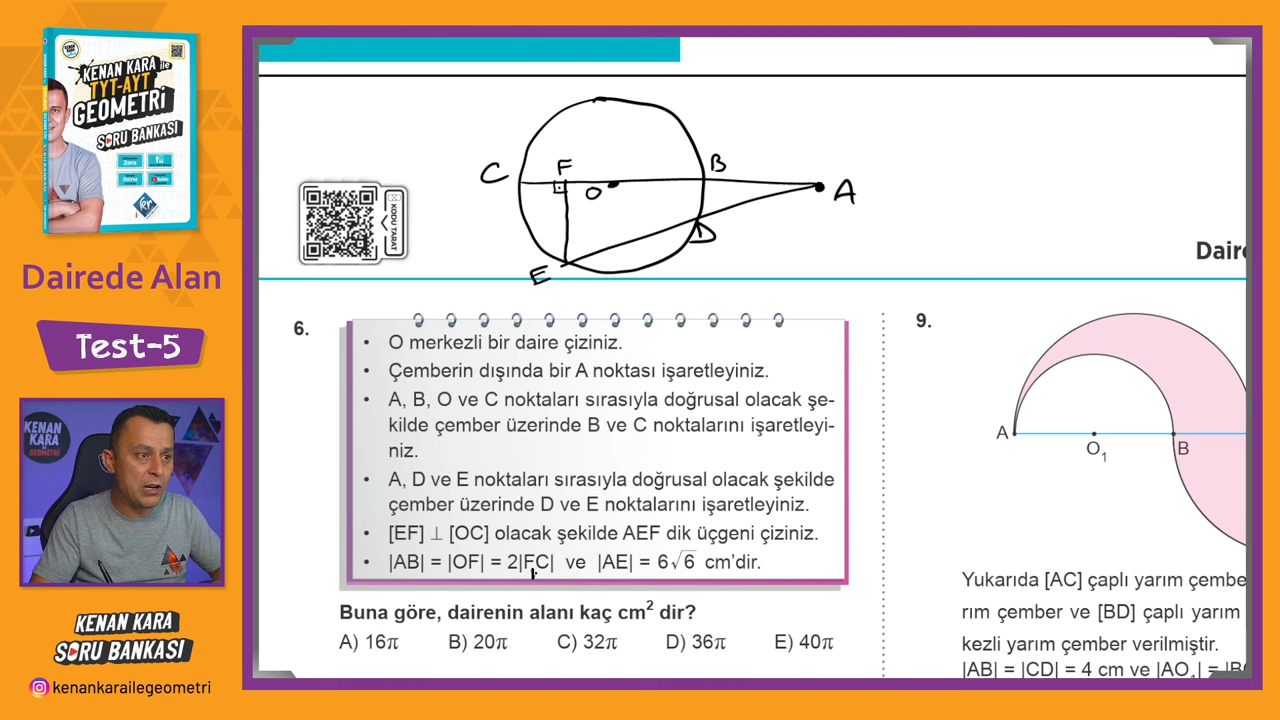 KENAN KARA ile
TYT-AYT
GEOMETRİ
SORU BANKASI
Dairede Alan
Test-5
KENAN KARA
SORU BANKASI
kenankarailegeometri
KODU TARAT
C
F
B
O
A
D
E
Daire
6.
• O merkezli bir daire çiziniz.
• Çemberin dışında bir A noktası işaretleyiniz.
• A, B, O ve C noktaları sırasıyla doğrusal olacak şe-
kilde çember üzerinde B ve C noktalarını işaretleyi-
niz.
• A, D ve E noktaları sırasıyla doğrusal olacak şekilde
çember üzerinde D ve E noktalarını işaretleyiniz.
• [EF] ⊥ [OC] olacak şekilde AEF dik üçgeni çiziniz.
• |AB| = |OF| = 2|FC| ve |AE| = 6√6 cm'dir.
Buna göre, dairenin alanı kaç cm² dir?
A) 16π B) 20π C) 32π D) 36π E) 40π
9.
A
O₁
B
Yukarıda [AC] çaplı yarım çembe
rım çember ve [BD] çaplı yarım
kezli yarım çember verilmiştir.
|AB| = |CD| = 4 cm ve |AO₁| =